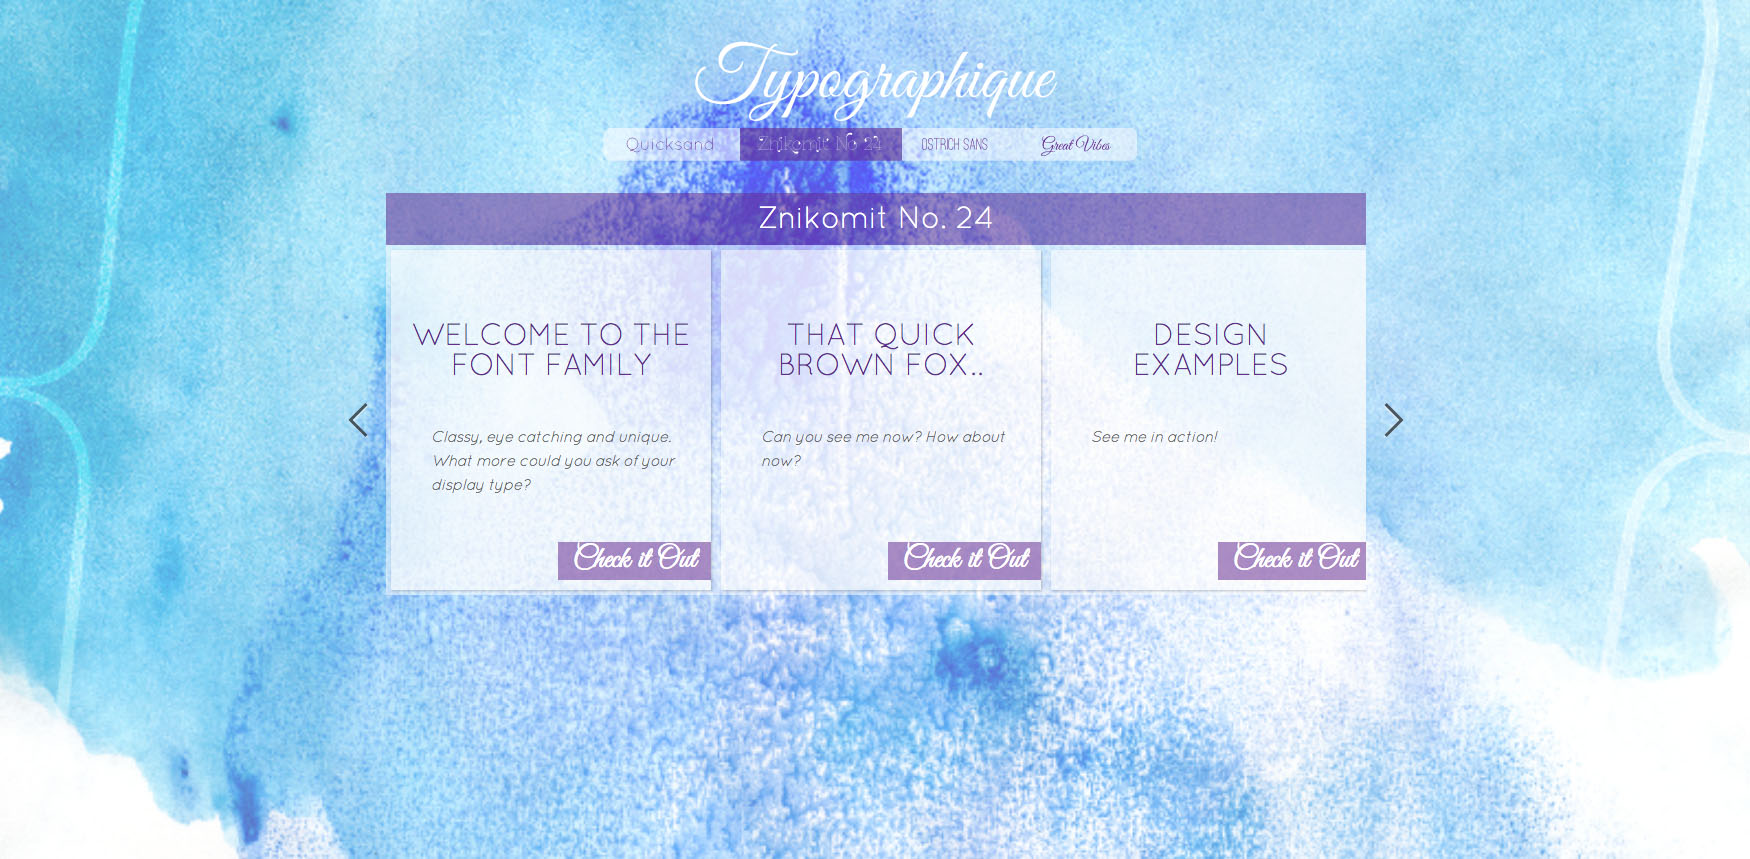 Typographique
Quicksand
Znikomit No 24
OSTRICH SANS
Great Vibes
Znikomit No. 24
WELCOME TO THE
FONT FAMILY
Classy, eye catching and unique.
What more could you ask of your
display type?
Check it Out
THAT QUICK
BROWN FOX..
Can you see me now? How about
now?
Check it Out
DESIGN
EXAMPLES
See me in action!
Check it Out